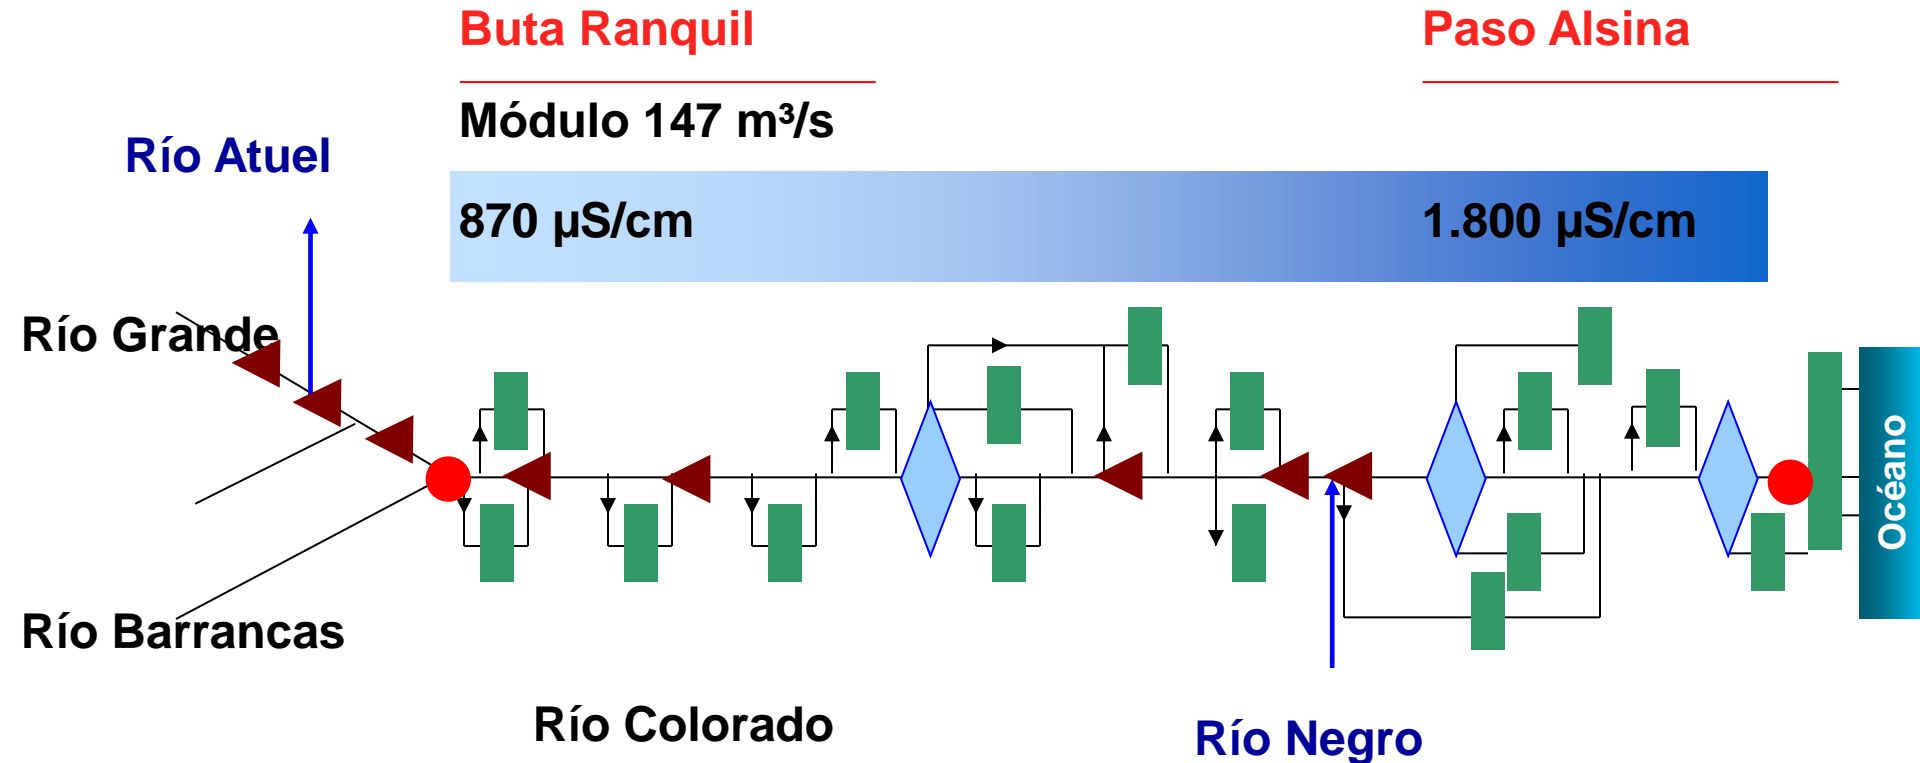 Buta Ranquil
Paso Alsina
Módulo 147 m³/s
Río Atuel
870 µS/cm
1.800 µS/cm
Río Grande
Océano
Río Barrancas
Río Colorado
Río Negro